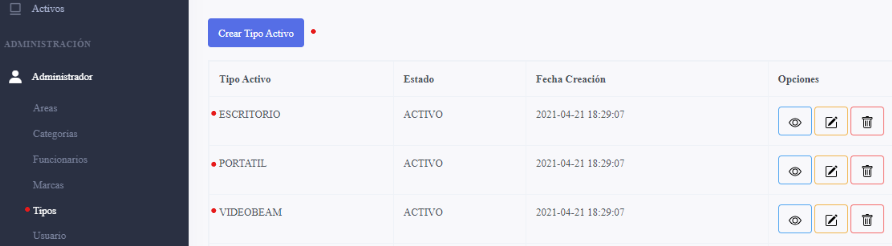 Activos
ADMINISTRACIÓN
Administrador
Areas
Categorias
Funcionarios
Marcas
Tipos
Usuario
Crear Tipo Activo
Tipo Activo Estado Fecha Creación Opciones
ESCRITORIO ACTIVO 2021-04-21 18:29:07
PORTATIL ACTIVO 2021-04-21 18:29:07
VIDEOBEAM ACTIVO 2021-04-21 18:29:07